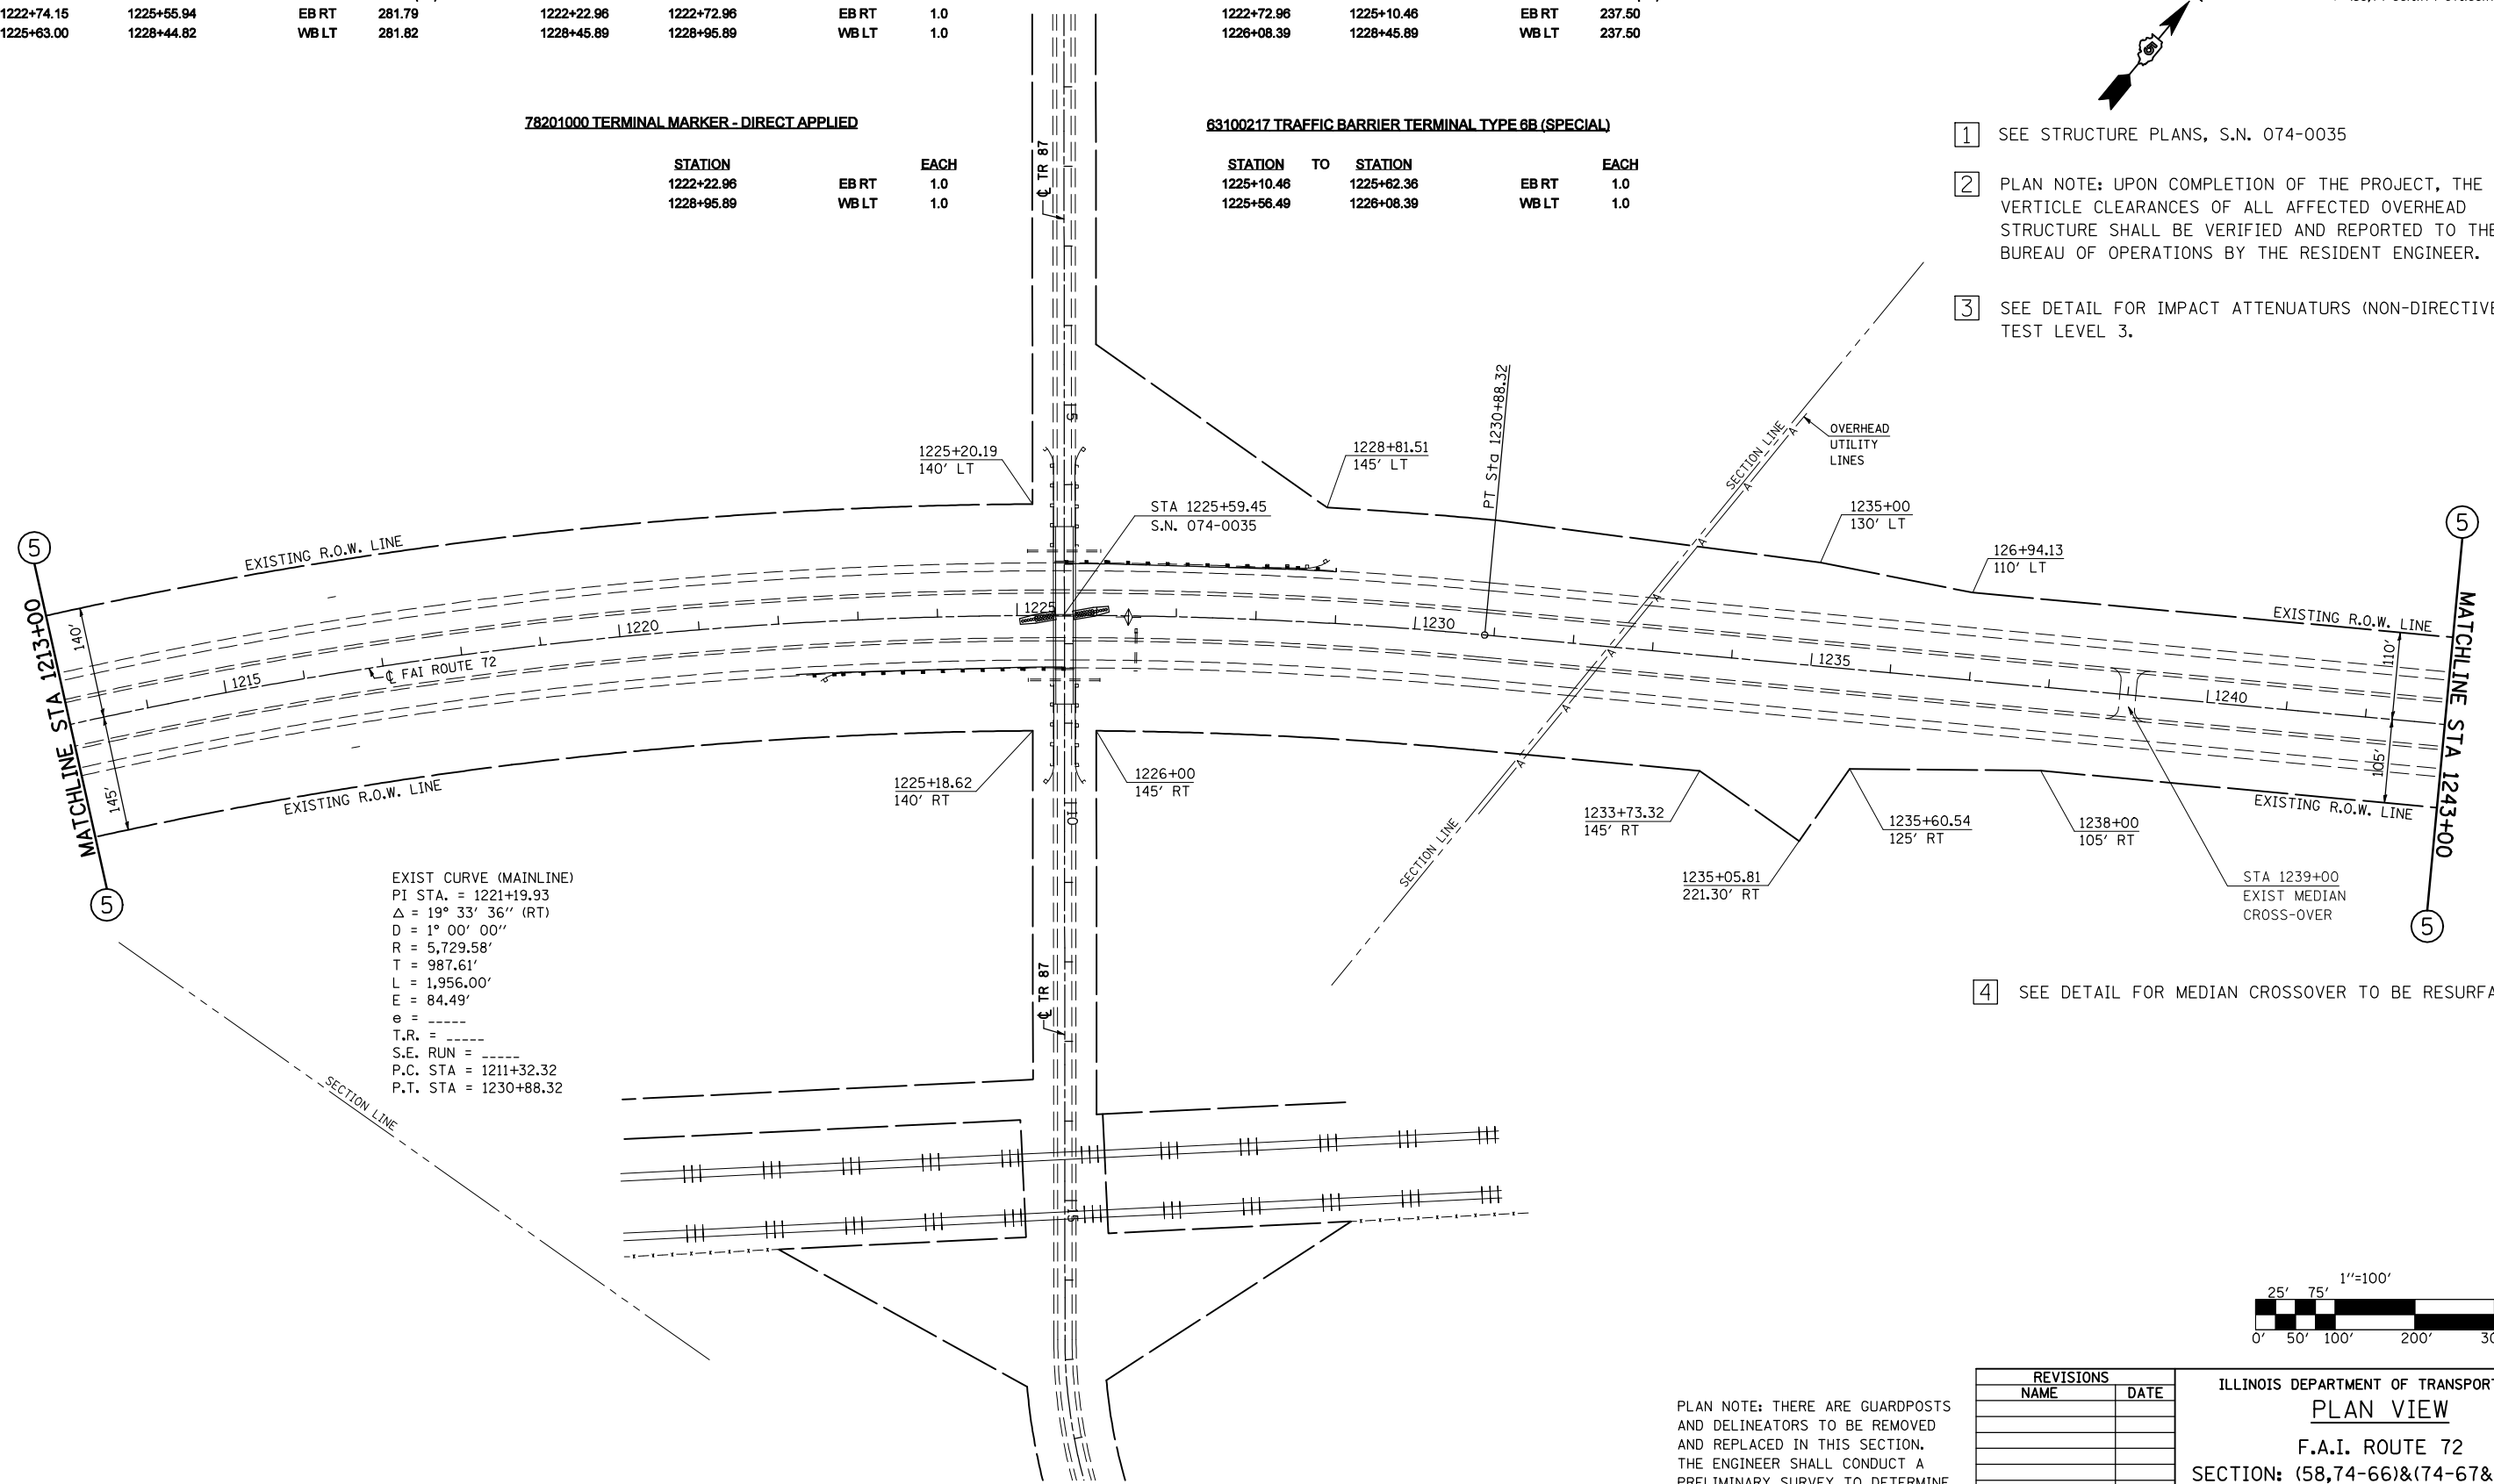 1222+74.15 1225+55.94 EB RT 281.79 1222+22.96 1222+72.96 EB RT 1.0 1222+72.96 1225+10.46 EB RT 237.50
1225+63.00 1228+44.82 WB LT 281.82 1228+45.89 1228+95.89 WB LT 1.0 1226+08.39 1228+45.89 WB LT 237.50
78201000 TERMINAL MARKER - DIRECT APPLIED
STATION EACH
1222+22.96 EB RT 1.0
1228+95.89 WB LT 1.0
63100217 TRAFFIC BARRIER TERMINAL TYPE 6B (SPECIAL)
STATION TO STATION EACH
1225+10.46 1225+62.36 EB RT 1.0
1225+56.49 1226+08.39 WB LT 1.0
1 SEE STRUCTURE PLANS, S.N. 074-0035
2 PLAN NOTE: UPON COMPLETION OF THE PROJECT, THE
VERTICLE CLEARANCES OF ALL AFFECTED OVERHEAD
STRUCTURE SHALL BE VERIFIED AND REPORTED TO THE
BUREAU OF OPERATIONS BY THE RESIDENT ENGINEER.
3 SEE DETAIL FOR IMPACT ATTENUATURS (NON-DIRECTIVE
TEST LEVEL 3.
℄ TR 87
5
1225+20.19
140' LT
1228+81.51
145' LT
PT Sta 1230+88.32
SECTION LINE
OVERHEAD
UTILITY
LINES
STA 1225+59.45
S.N. 074-0035
1235+00
130' LT
126+94.13
110' LT
5
5
EXISTING R.O.W. LINE
EXISTING R.O.W. LINE
MATCHLINE STA 1213+00
140'
145'
1215
℄ FAI ROUTE 72
1220
1225
1230
1235
1240
110'
105'
MATCHLINE STA 1243+00
EXISTING R.O.W. LINE
EXISTING R.O.W. LINE
1225+18.62
140' RT
1226+00
145' RT
10
1233+73.32
145' RT
1235+60.54
125' RT
1238+00
105' RT
SECTION LINE
1235+05.81
221.30' RT
STA 1239+00
EXIST MEDIAN
CROSS-OVER
5
5
EXIST CURVE (MAINLINE)
PI STA. = 1221+19.93
Δ = 19° 33' 36'' (RT)
D = 1° 00' 00''
R = 5,729.58'
T = 987.61'
L = 1,956.00'
E = 84.49'
e = _____
T.R. = _____
S.E. RUN = _____
P.C. STA = 1211+32.32
P.T. STA = 1230+88.32
℄ TR 87
4 SEE DETAIL FOR MEDIAN CROSSOVER TO BE RESURFA
SECTION LINE
15
1''=100'
25' 75'
0' 50' 100' 200' 30
PLAN NOTE: THERE ARE GUARDPOSTS
AND DELINEATORS TO BE REMOVED
AND REPLACED IN THIS SECTION.
THE ENGINEER SHALL CONDUCT A
PRELIMINARY SURVEY TO DETERMINE
REVISIONS
NAME DATE
ILLINOIS DEPARTMENT OF TRANSPOR
PLAN VIEW
F.A.I. ROUTE 72
SECTION: (58,74-66)&(74-67&